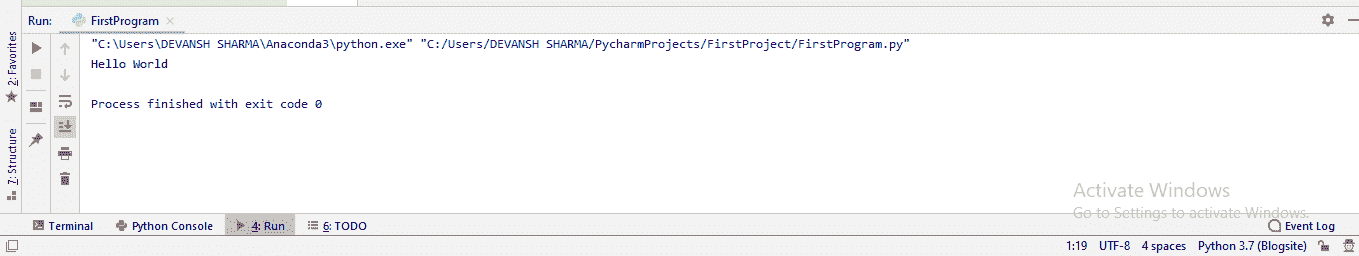 Run: FirstProgram
2: Favorites
7: Structure
"C:\Users\DEVANSH SHARMA\Anaconda3\python.exe" "C:/Users/DEVANSH SHARMA/PycharmProjects/FirstProject/FirstProgram.py"
Hello World
Process finished with exit code 0
Activate Windows
Go to Settings to activate Windows.
Terminal Python Console 4: Run 6: TODO Event Log
1:19 UTF-8 4 spaces Python 3.7 (Blogsite)